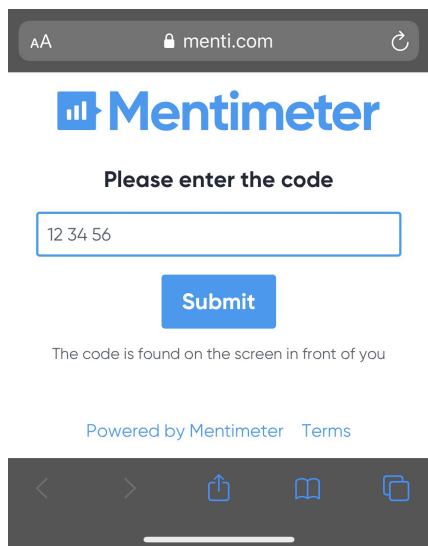 AA menti.com
Mentimeter
Please enter the code
12 34 56
Submit
The code is found on the screen in front of you
Powered by Mentimeter Terms